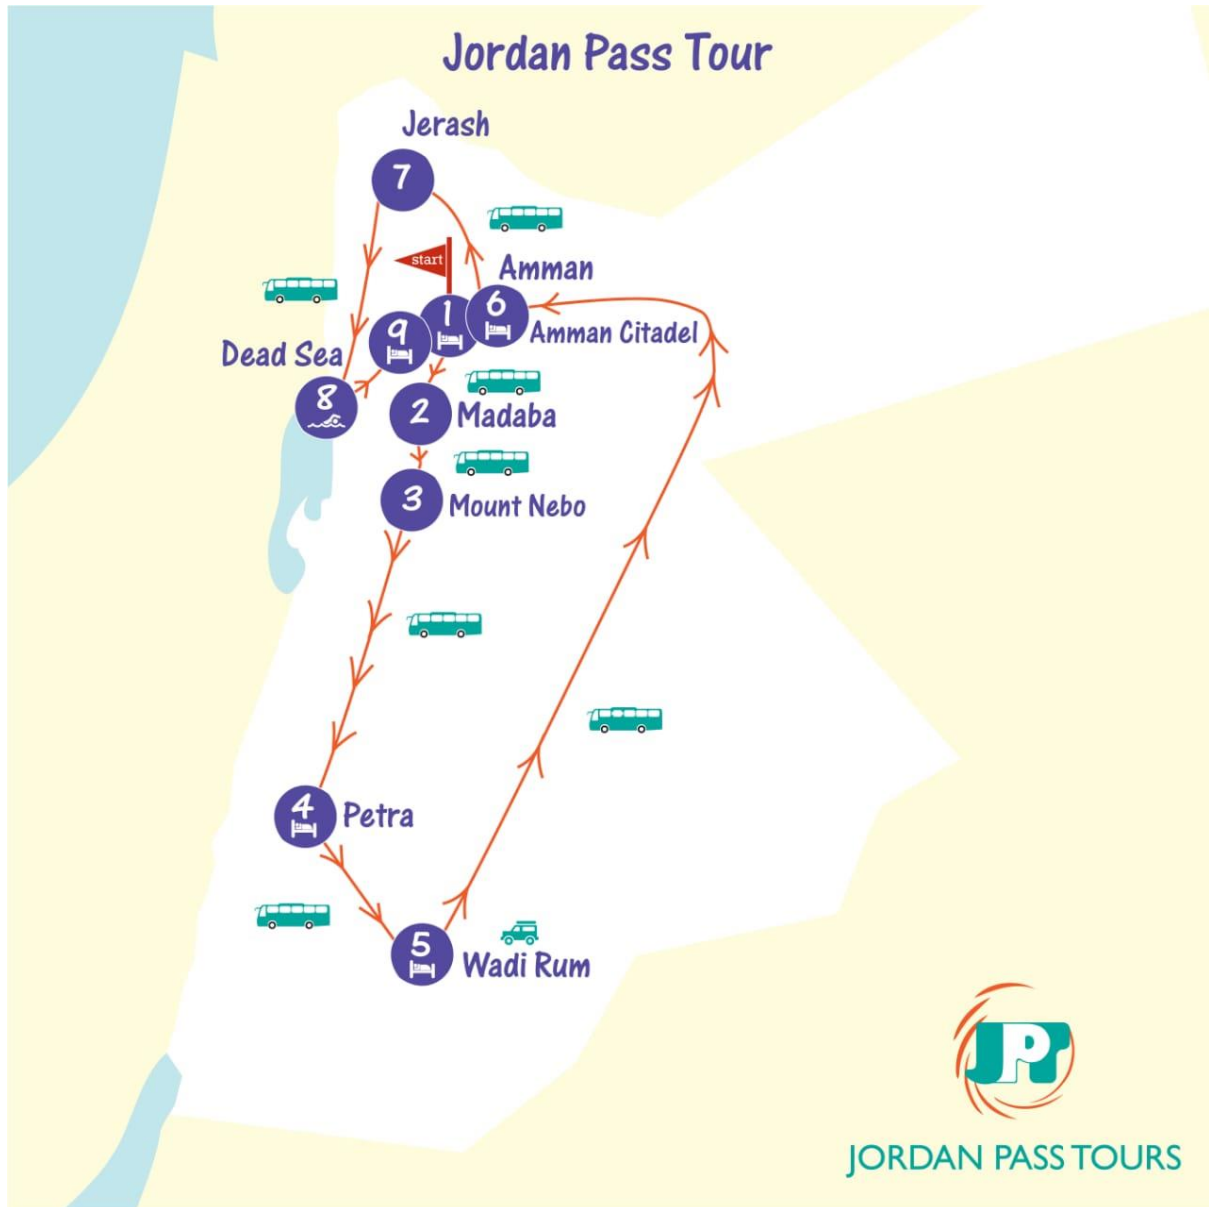 Jordan Pass Tour
Jerash
7
start
Amman
1
6
9
Amman Citadel
Dead Sea
8
2
Madaba
3
Mount Nebo
4
Petra
5
Wadi Rum
JPT
JORDAN PASS TOURS